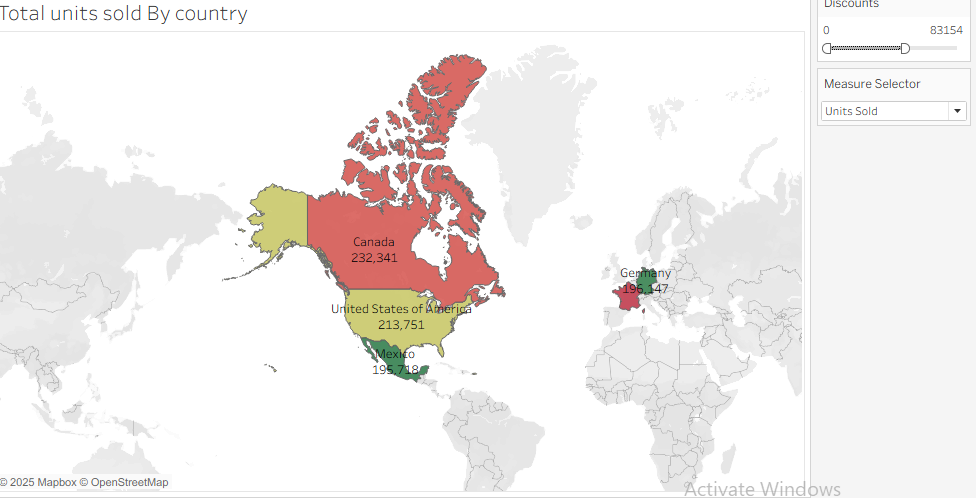 Total units sold By country
Discounts
0
83154
Measure Selector
Units Sold
Canada
232,341
United States of America
213,751
Mexico
195,718
Germany
196,147
© 2025 Mapbox © OpenStreetMap
Activate Windows